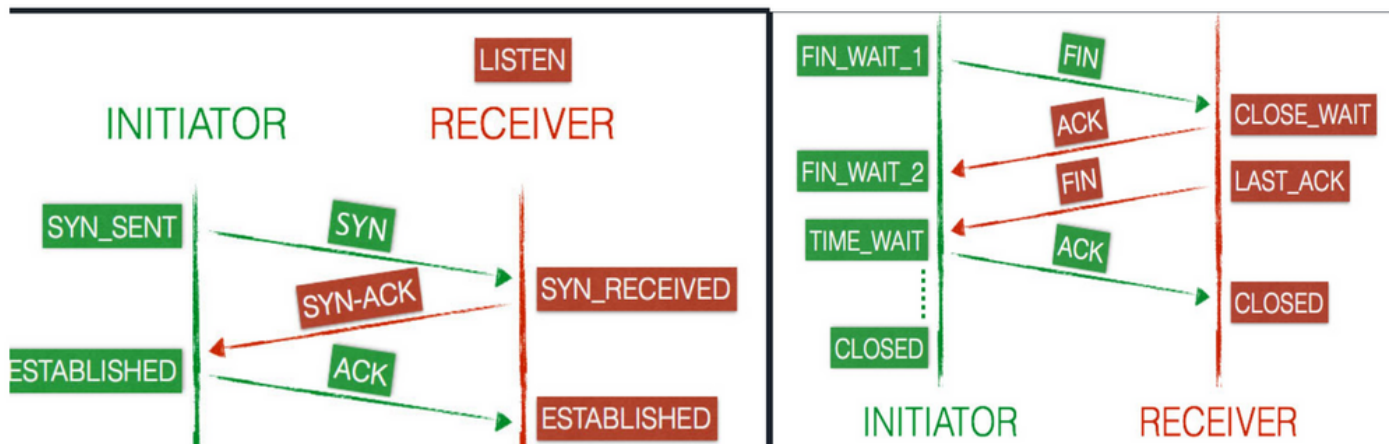 LISTEN
INITIATOR
RECEIVER
SYN_SENT
SYN
SYN_RECEIVED
SYN-ACK
ESTABLISHED
ACK
ESTABLISHED
FIN_WAIT_1
FIN
CLOSE_WAIT
ACK
FIN_WAIT_2
FIN
LAST_ACK
TIME_WAIT
ACK
CLOSED
CLOSED
INITIATOR
RECEIVER